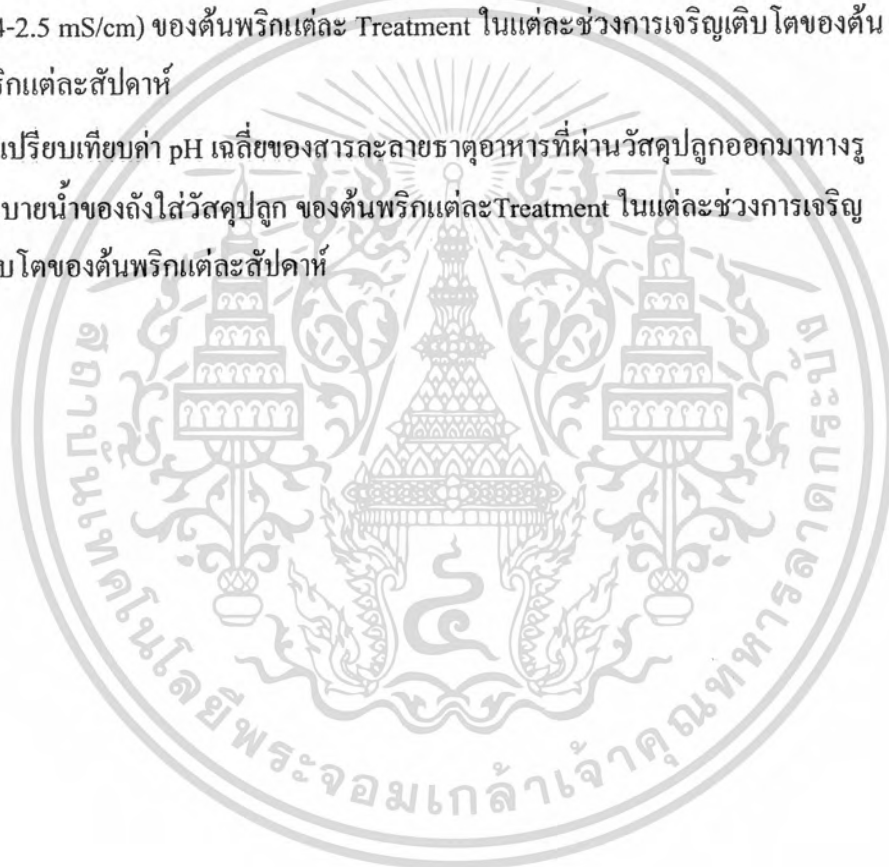 4-2.5 mS/cm) ของต้นพริกแต่ละ Treatment ในแต่ละช่วงการเจริญเติบโตของต้น
ริกแต่ละสัปดาห์
เปรียบเทียบค่า pH เฉลี่ยของสารละลายธาตุอาหารที่ผ่านวัสดุปลูกออกมาทางรู
บายน้ำของถังใส่วัสดุปลูก ของต้นพริกแต่ละTreatment ในแต่ละช่วงการเจริญ
บโตของต้นพริกแต่ละสัปดาห์
สถาบันเทคโนโลยีพระจอมเกล้าเจ้าคุณทหารลาดกระบัง